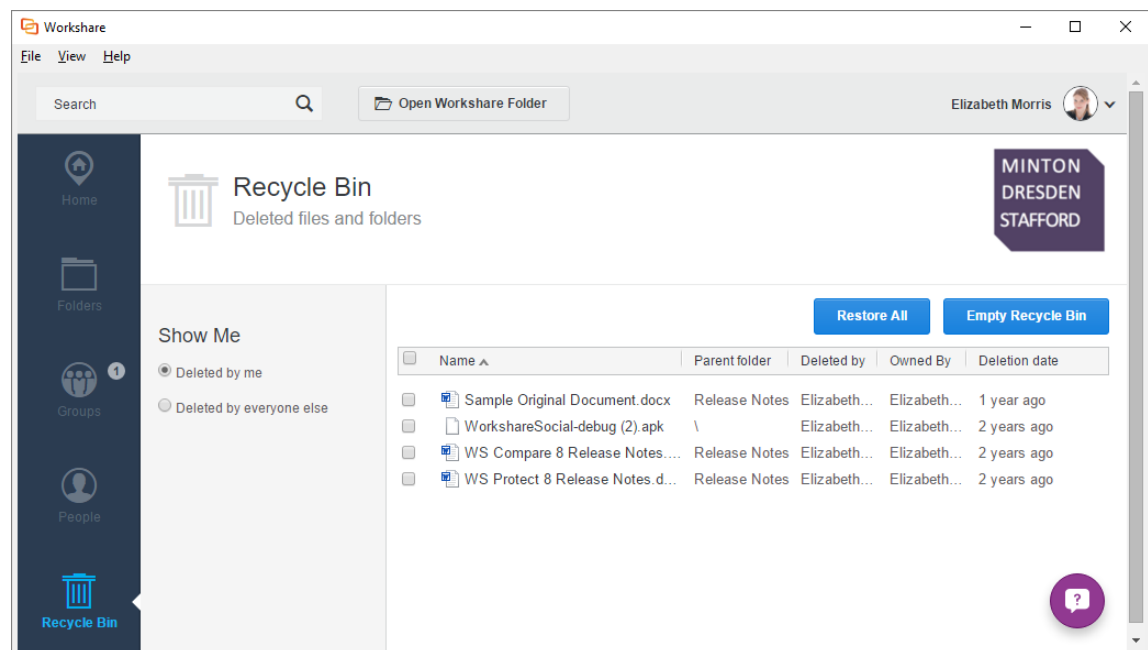 Workshare
File View Help
Search
Open Workshare Folder
Elizabeth Morris
Home
Folders
Groups
1
People
Recycle Bin
Recycle Bin
Deleted files and folders
MINTON
DRESDEN
STAFFORD
Show Me
Deleted by me
Deleted by everyone else
Restore All
Empty Recycle Bin
Name Parent folder Deleted by Owned By Deletion date
Sample Original Document.docx Release Notes Elizabeth... Elizabeth... 1 year ago
WorkshareSocial-debug (2).apk \ Elizabeth... Elizabeth... 2 years ago
WS Compare 8 Release Notes.... Release Notes Elizabeth... Elizabeth... 2 years ago
WS Protect 8 Release Notes.d... Release Notes Elizabeth... Elizabeth... 2 years ago
?